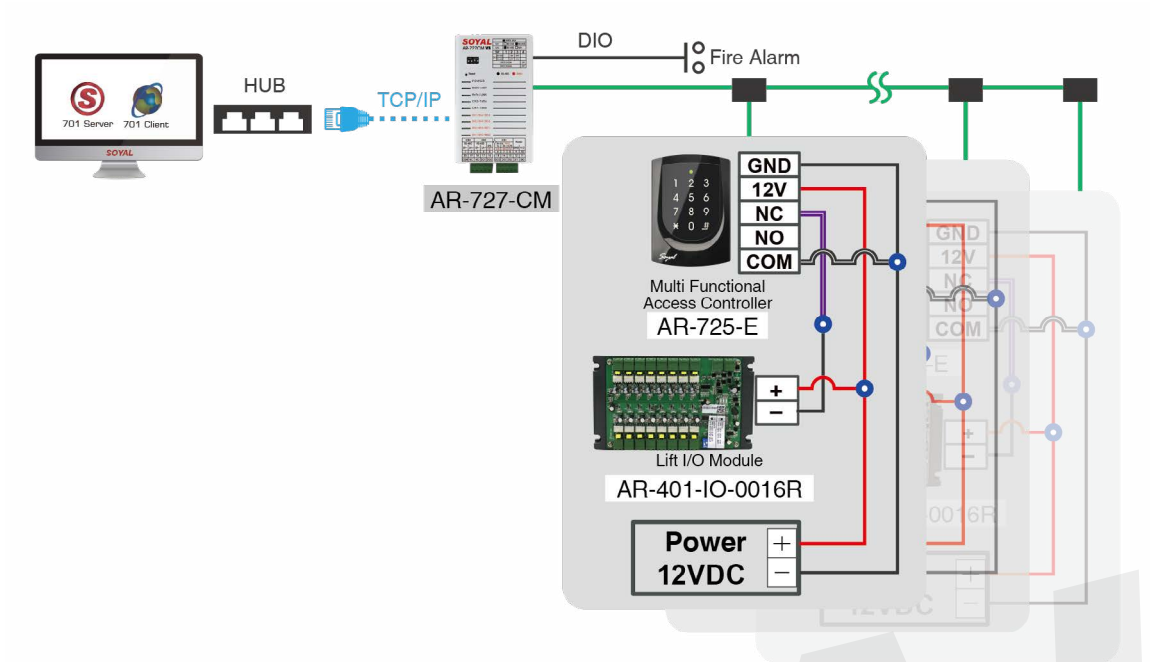 SOYAL
AR-727CM
DIO
Fire Alarm
HUB
TCP/IP
701 Server
701 Client
SOYAL
AR-727-CM
1 2 3
4 5 6
7 8 9
0
Soyal
GND
12V
NC
NO
COM
Multi Functional
Access Controller
AR-725-E
+
−
Lift I/O Module
AR-401-IO-0016R
Power
12VDC
+
−
GND
12V
NC
NO
COM
-E
+
−
-0016R
12VDC
+
−